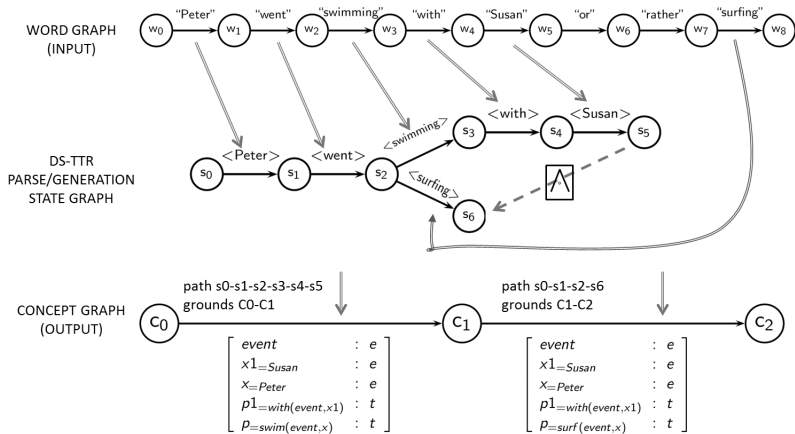 WORD GRAPH
(INPUT)
w0 "Peter" w1 "went" w2 "swimming" w3 "with" w4 "Susan" w5 "or" w6 "rather" w7 "surfing" w8
DS-TTR
PARSE/GENERATION
STATE GRAPH
s0 <Peter> s1 <went> s2 <swimming> s3 <with> s4 <Susan> s5
<surfing> s6
CONCEPT GRAPH
(OUTPUT)
path s0-s1-s2-s3-s4-s5
grounds C0-C1
path s0-s1-s2-s6
grounds C1-C2
C0 C1 C2
event : e
x1=Susan : e
x=Peter : e
p1=with(event,x1) : t
p=swim(event,x) : t
event : e
x1=Susan : e
x=Peter : e
p1=with(event,x1) : t
p=surf(event,x) : t